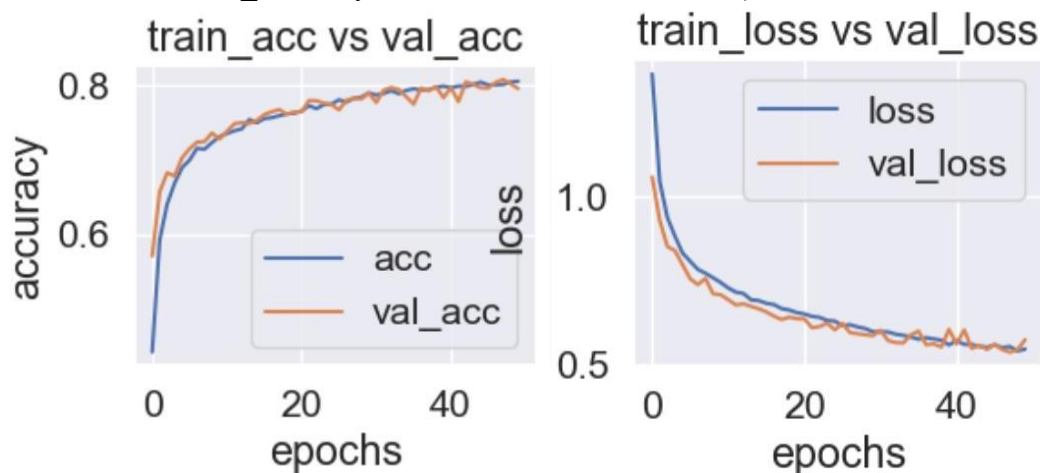 train_acc vs val_acc
accuracy
0.8
0.6
acc
val_acc
0
20
40
epochs
train_loss vs val_loss
loss
1.0
0.5
loss
val_loss
0
20
40
epochs